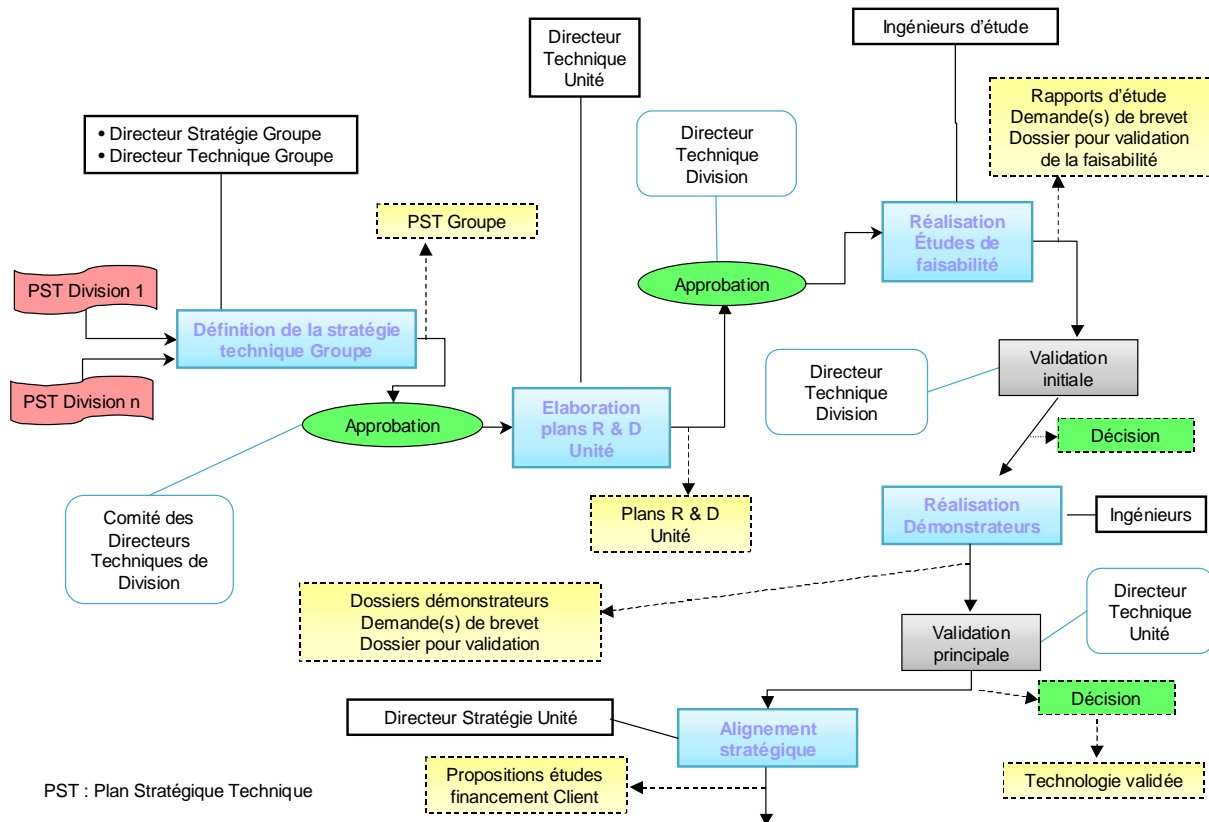 Directeur
Technique
Unité
Ingénieurs d'étude
Rapports d'étude
Demande(s) de brevet
Dossier pour validation
de la faisabilité
• Directeur Stratégie Groupe
• Directeur Technique Groupe
Directeur
Technique
Division
PST Groupe
Réalisation
Études de
faisabilité
PST Division 1
Approbation
Définition de la stratégie
technique Groupe
Validation
initiale
PST Division n
Directeur
Technique
Division
Approbation
Elaboration
plans R & D
Unité
Décision
Comité des
Directeurs
Techniques de
Division
Plans R & D
Unité
Réalisation
Démonstrateurs
Ingénieurs
Dossiers démonstrateurs
Demande(s) de brevet
Dossier pour validation
Directeur
Technique
Unité
Validation
principale
Directeur Stratégie Unité
Alignement
stratégique
Décision
PST : Plan Stratégique Technique
Propositions études
financement Client
Technologie validée